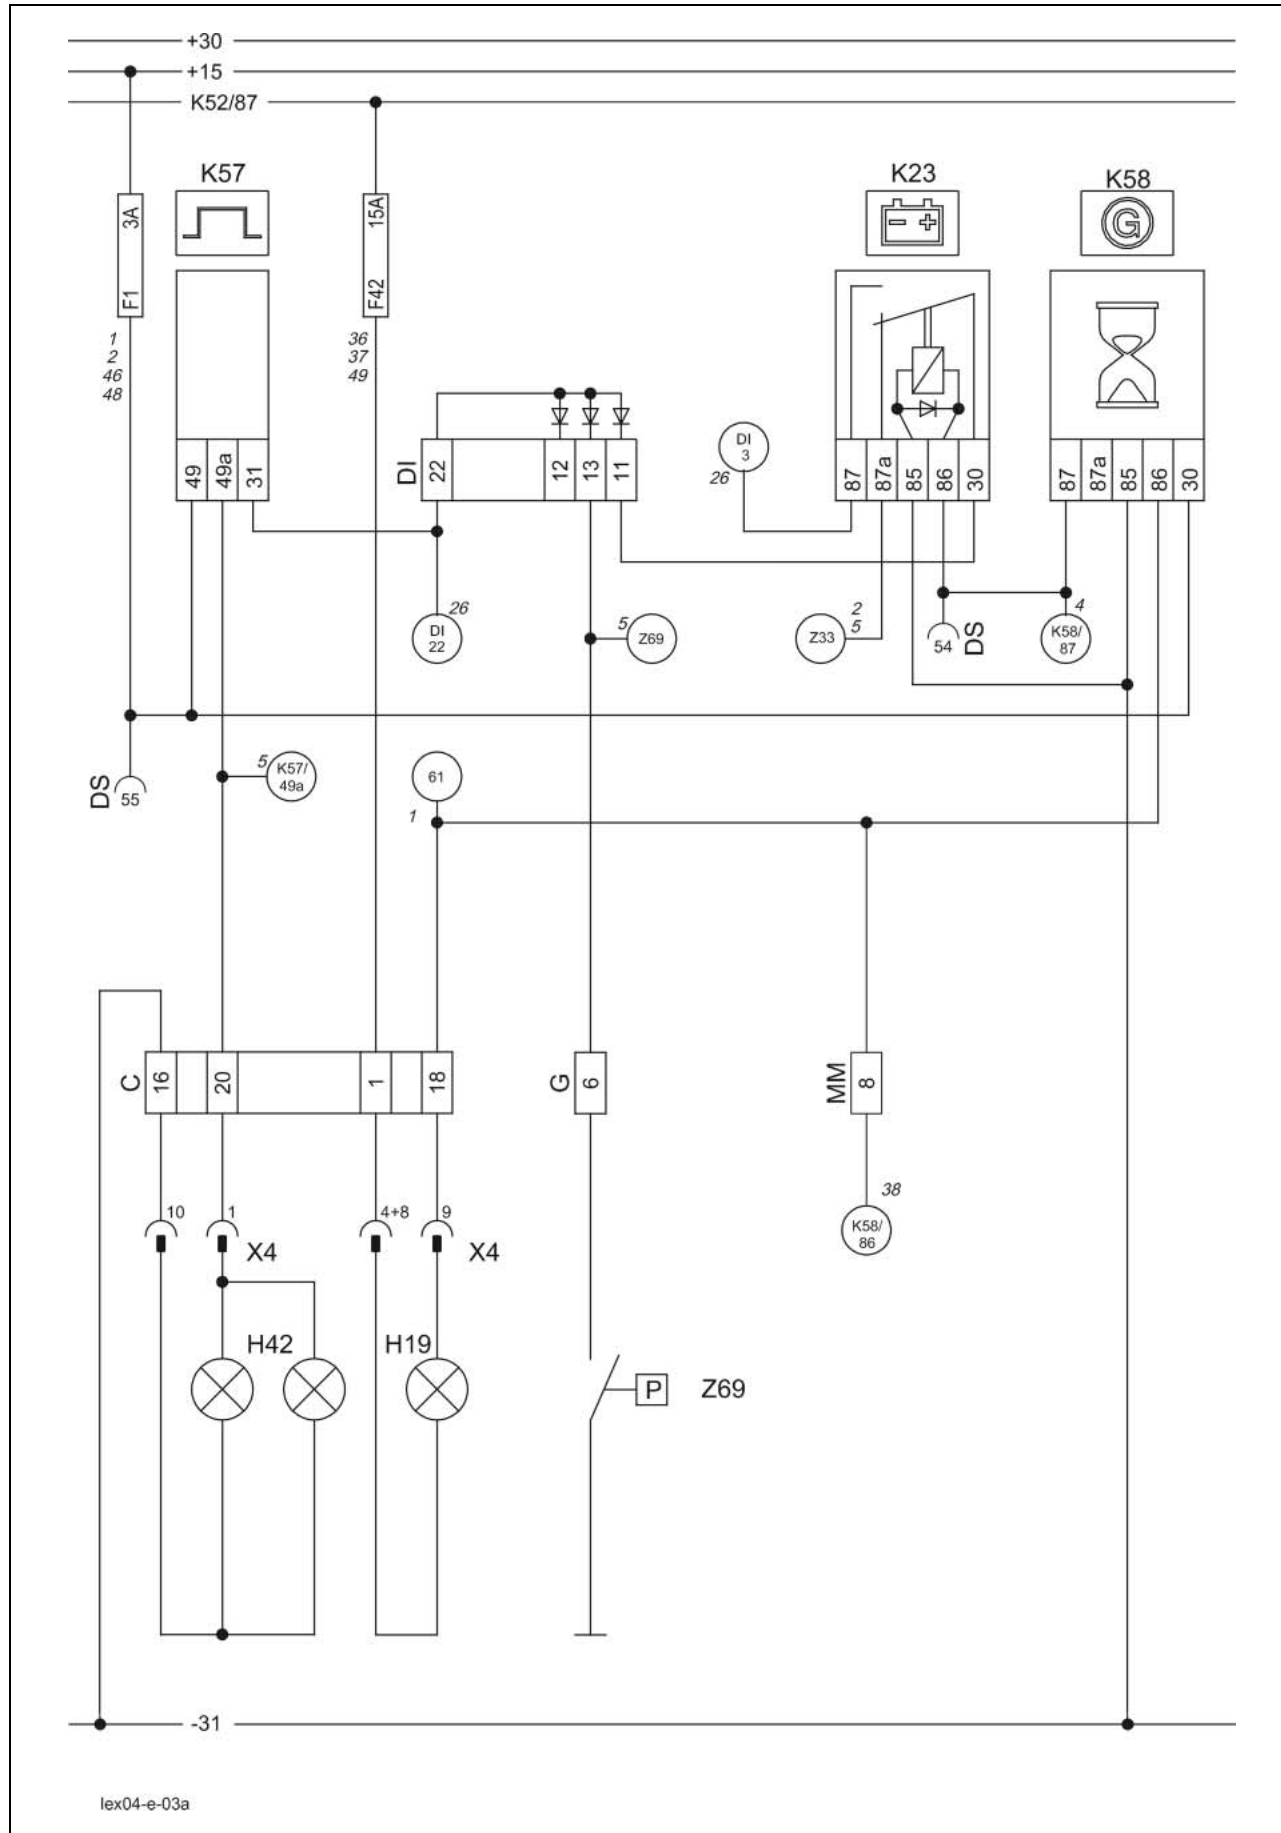 +30
+15
K52/87
K57
K23
K58
G
3A
F1
15A
F42
1
2
46
48
36
37
49
- +
49
49a
31
DI
22
12
13
11
DI
3
26
87
87a
85
86
30
87
87a
85
86
30
26
DI
22
5
Z69
Z33
2
5
54
DS
4
K58/
87
DS
55
5
K57/
49a
61
1
C
16
20
1
18
G
6
MM
8
10
1
X4
4+8
9
X4
38
K58/
86
H42
H19
P
Z69
-31
lex04-e-03a